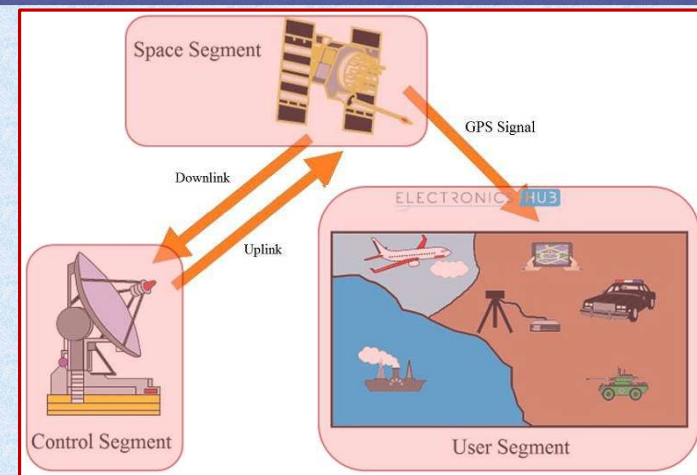 Space Segment
GPS Signal
Downlink
ELECTRONICS HUB
Uplink
Control Segment
User Segment